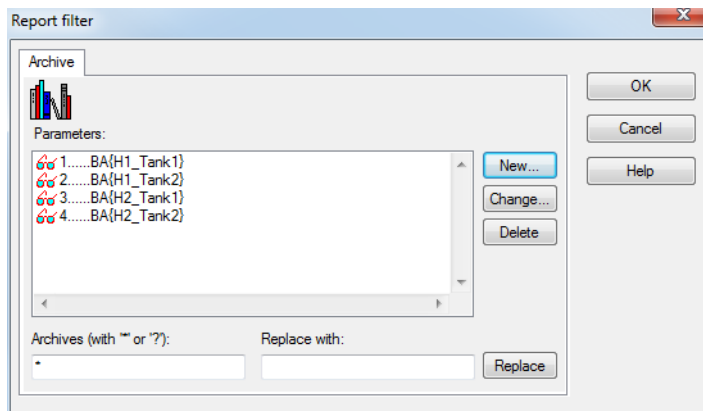 Report filter
Archive
OK
Parameters:
Cancel
1......BA{H1_Tank1}
New...
Help
2......BA{H1_Tank2}
3......BA{H2_Tank1}
Change...
4......BA{H2_Tank2}
Delete
Archives (with '*' or '?'):
Replace with:
*
Replace